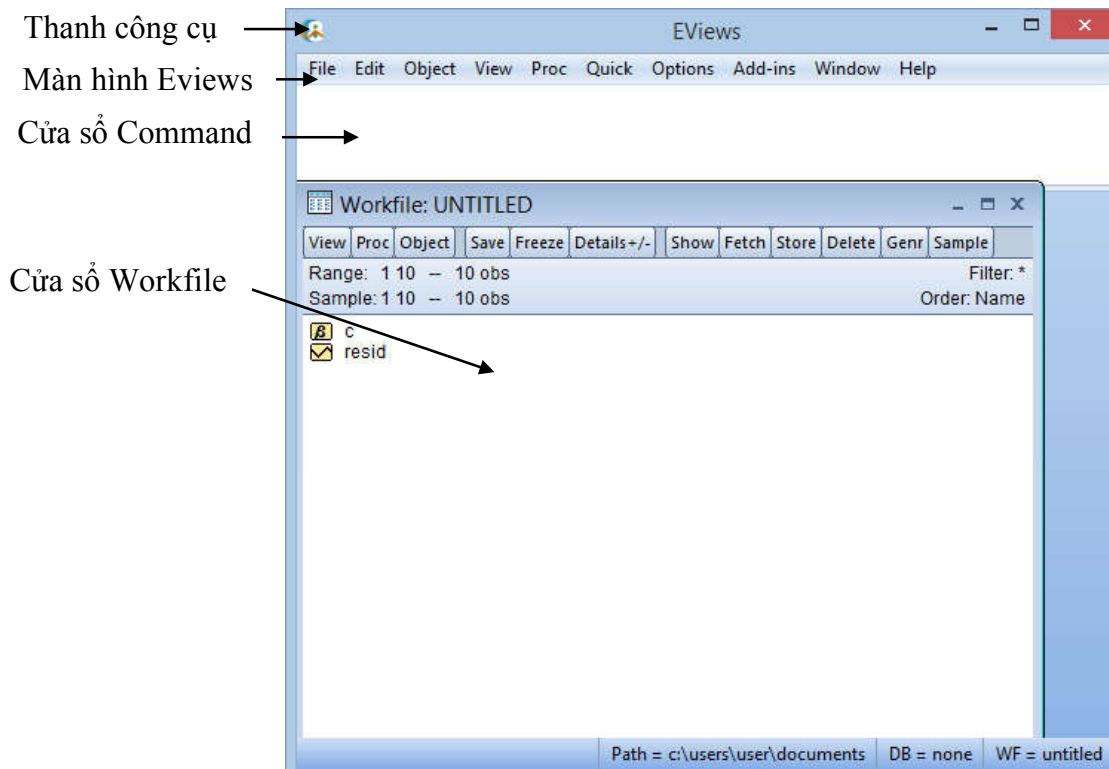 Thanh công cụ
EViews
Màn hình Eviews
File Edit Object View Proc Quick Options Add-ins Window Help
Cửa sổ Command
Workfile: UNTITLED
View Proc Object Save Freeze Details+/- Show Fetch Store Delete Genr Sample
Range: 1 10 -- 10 obs Filter: *
Cửa sổ Workfile
Sample: 1 10 -- 10 obs Order: Name
β c
resid
Path = c:\users\user\documents DB = none WF = untitled